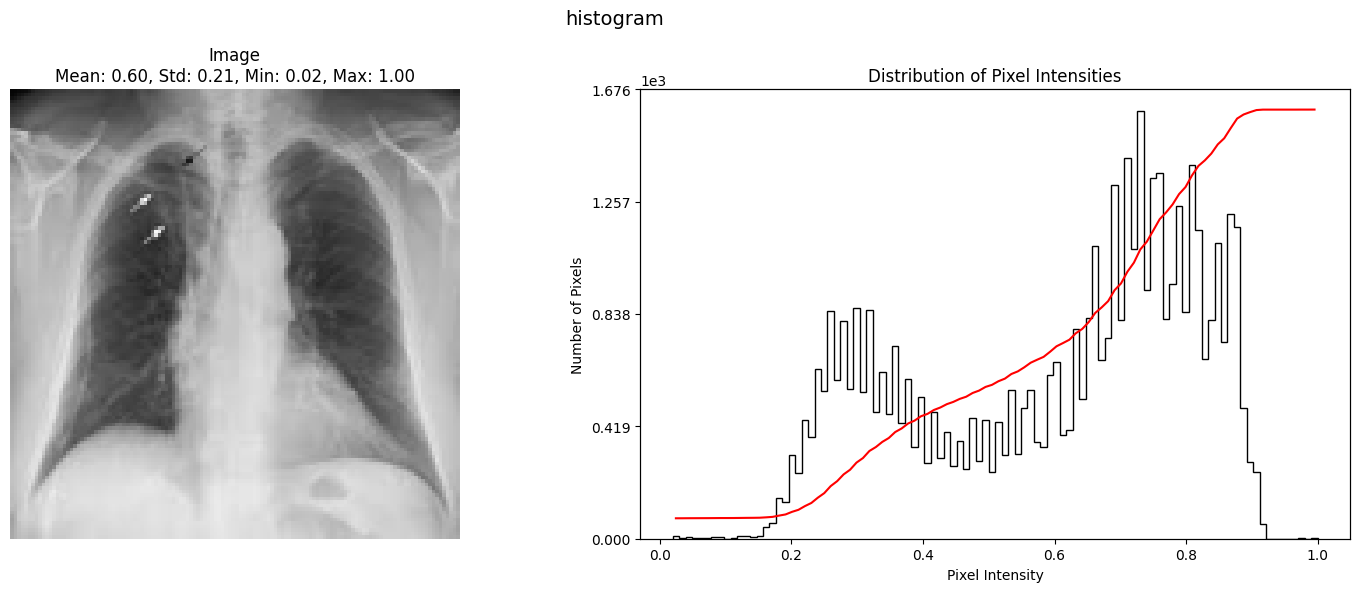 histogram
Image
Mean: 0.60, Std: 0.21, Min: 0.02, Max: 1.00
Distribution of Pixel Intensities
1e3
1.676
1.257
0.838
0.419
0.000
Number of Pixels
0.0 0.2 0.4 0.6 0.8 1.0
Pixel Intensity